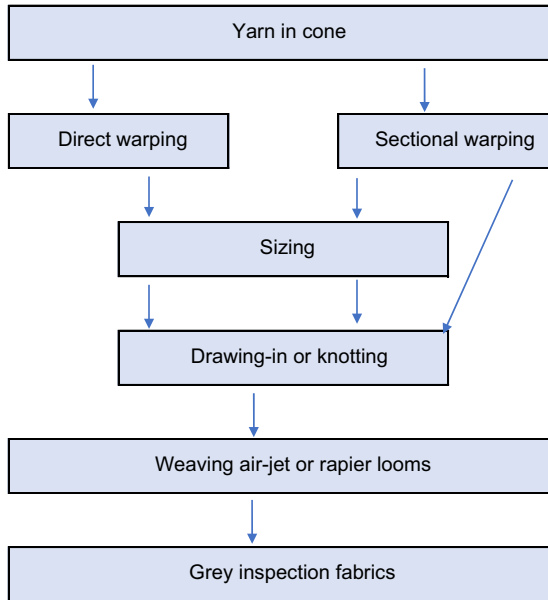 Yarn in cone
Direct warping
Sectional warping
Sizing
Drawing-in or knotting
Weaving air-jet or rapier looms
Grey inspection fabrics